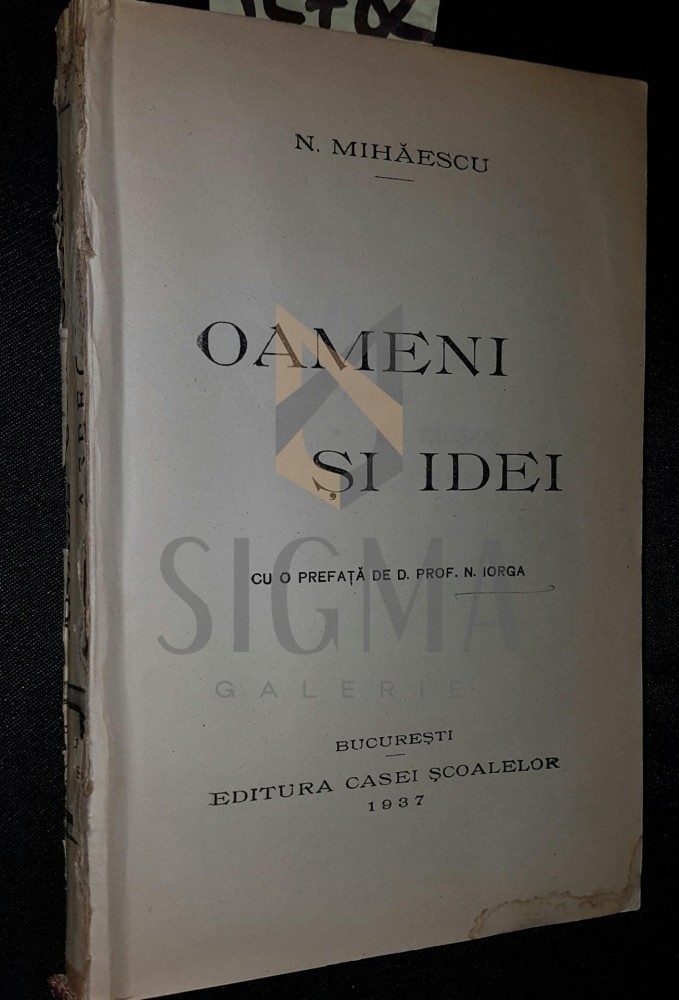 N. MIHĂESCU
OAMENI
ȘI IDEI
CU O PREFAȚĂ DE D. PROF. N. IORGA
SIGMA
GALERIE
BUCUREȘTI
EDITURA CASEI ȘCOALELOR
1937